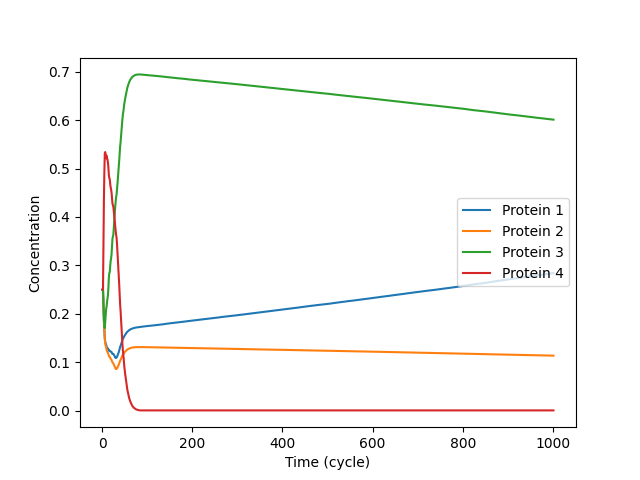 0.7
0.6
0.5
0.4
0.3
0.2
0.1
0.0
Concentration
Protein 1
Protein 2
Protein 3
Protein 4
0 200 400 600 800 1000
Time (cycle)